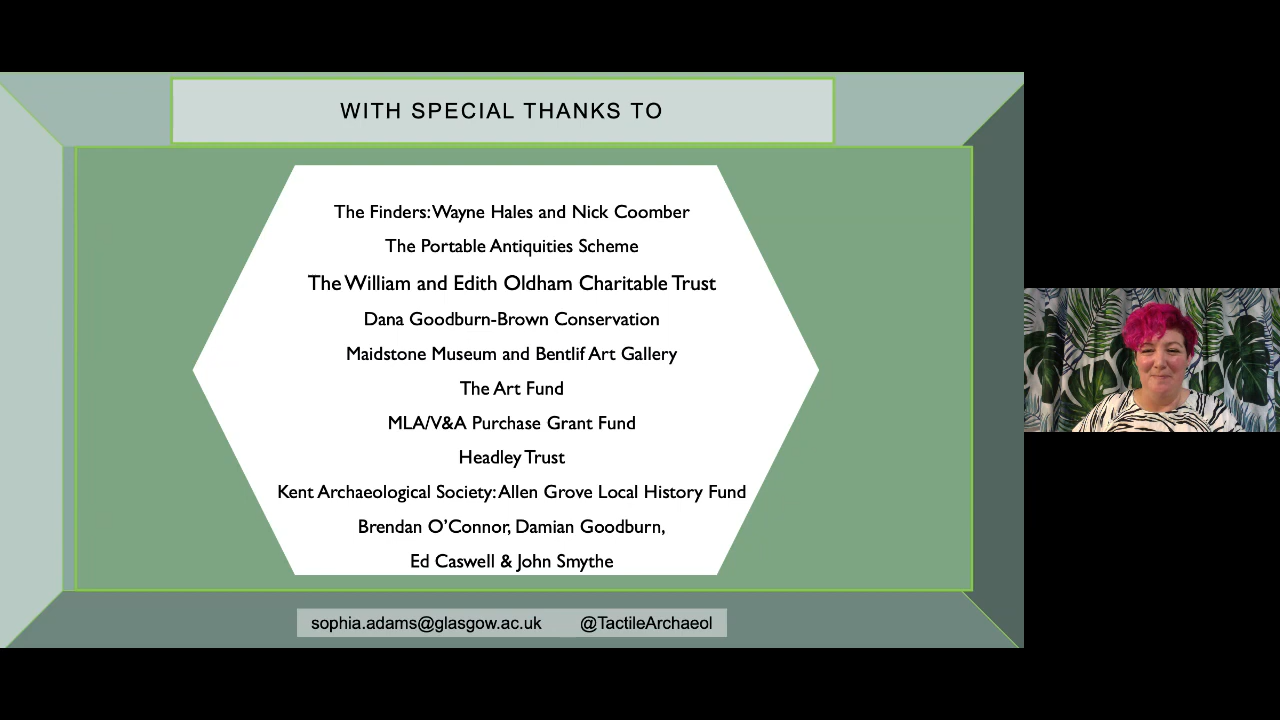 WITH SPECIAL THANKS TO
The Finders: Wayne Hales and Nick Coomber
The Portable Antiquities Scheme
The William and Edith Oldham Charitable Trust
Dana Goodburn-Brown Conservation
Maidstone Museum and Bentlif Art Gallery
The Art Fund
MLA/V&A Purchase Grant Fund
Headley Trust
Kent Archaeological Society: Allen Grove Local History Fund
Brendan O’Connor, Damian Goodburn,
Ed Caswell & John Smythe
sophia.adams@glasgow.ac.uk @TactileArchaeol